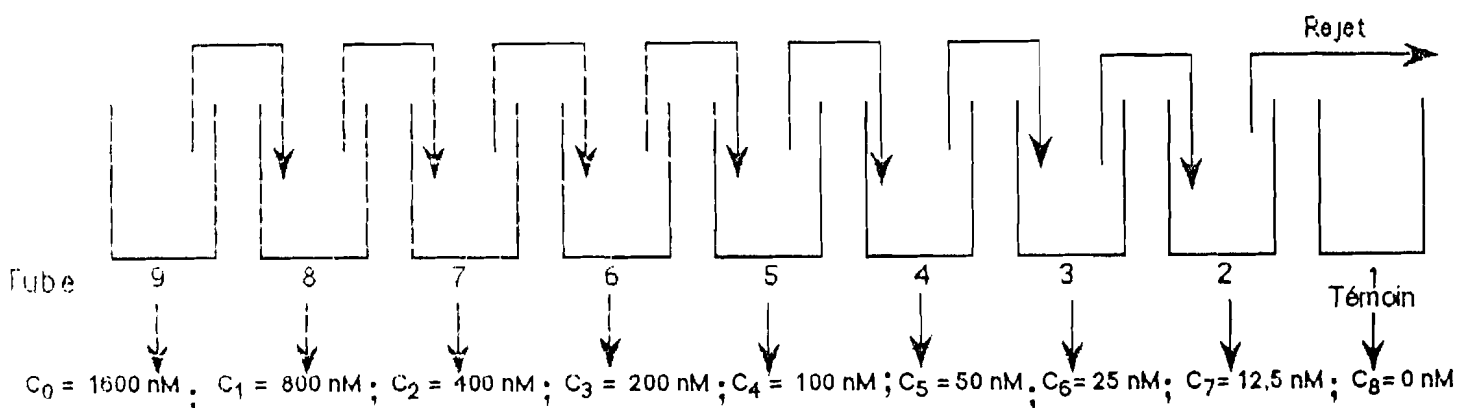 Rejet
Tube 9 8 7 6 5 4 3 2 1
Témoin
C0 = 1600 nM ; C1 = 800 nM ; C2 = 400 nM ; C3 = 200 nM ; C4 = 100 nM ; C5 = 50 nM ; C6 = 25 nM ; C7 = 12,5 nM ; C8 = 0 nM